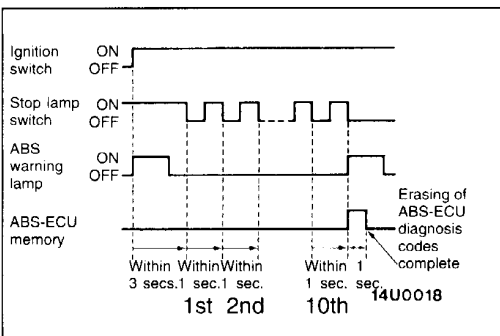 Ignition switch ON OFF
Stop lamp switch ON OFF
ABS warning lamp ON OFF
ABS-ECU memory
Erasing of ABS-ECU diagnosis codes complete
Within 3 secs.
Within 1 sec.
Within 1 sec.
Within 1 sec.
1 sec.
1st 2nd 10th
14U0018